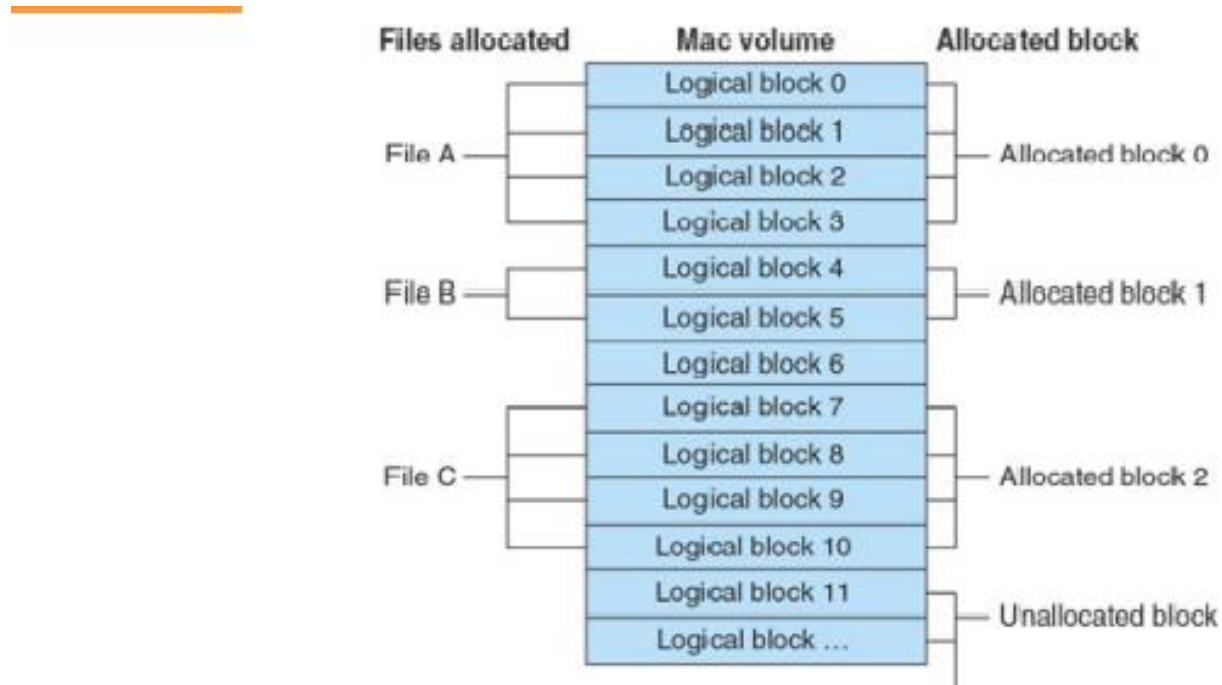 Files allocated Mac volume Allocated block
Logical block 0
Logical block 1
File A Allocated block 0
Logical block 2
Logical block 3
Logical block 4
File B Allocated block 1
Logical block 5
Logical block 6
Logical block 7
Logical block 8
File C Allocated block 2
Logical block 9
Logical block 10
Logical block 11
Unallocated block
Logical block ...